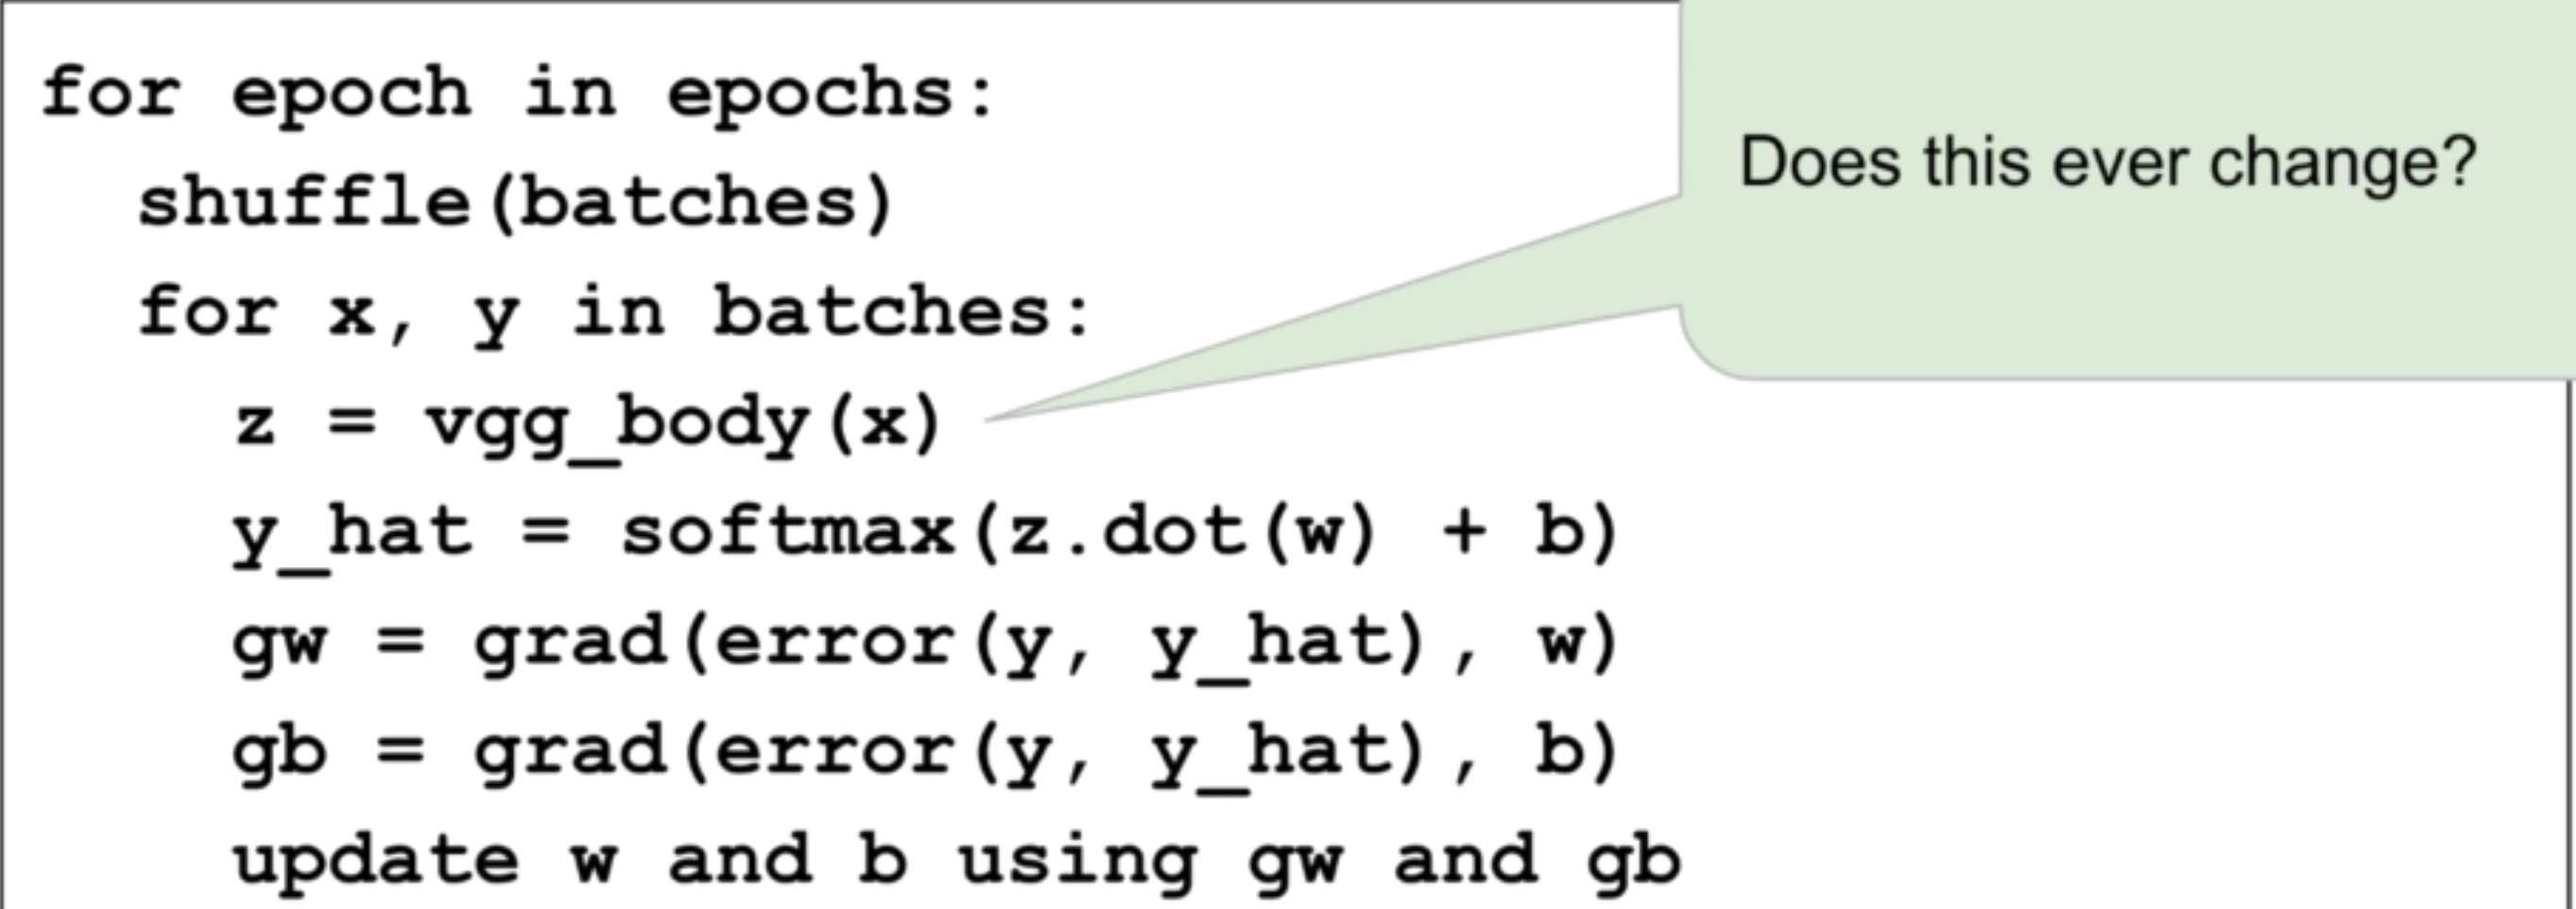 for epoch in epochs:
  shuffle(batches)
  for x, y in batches:
    z = vgg_body(x)
    y_hat = softmax(z.dot(w) + b)
    gw = grad(error(y, y_hat), w)
    gb = grad(error(y, y_hat), b)
    update w and b using gw and gb
Does this ever change?